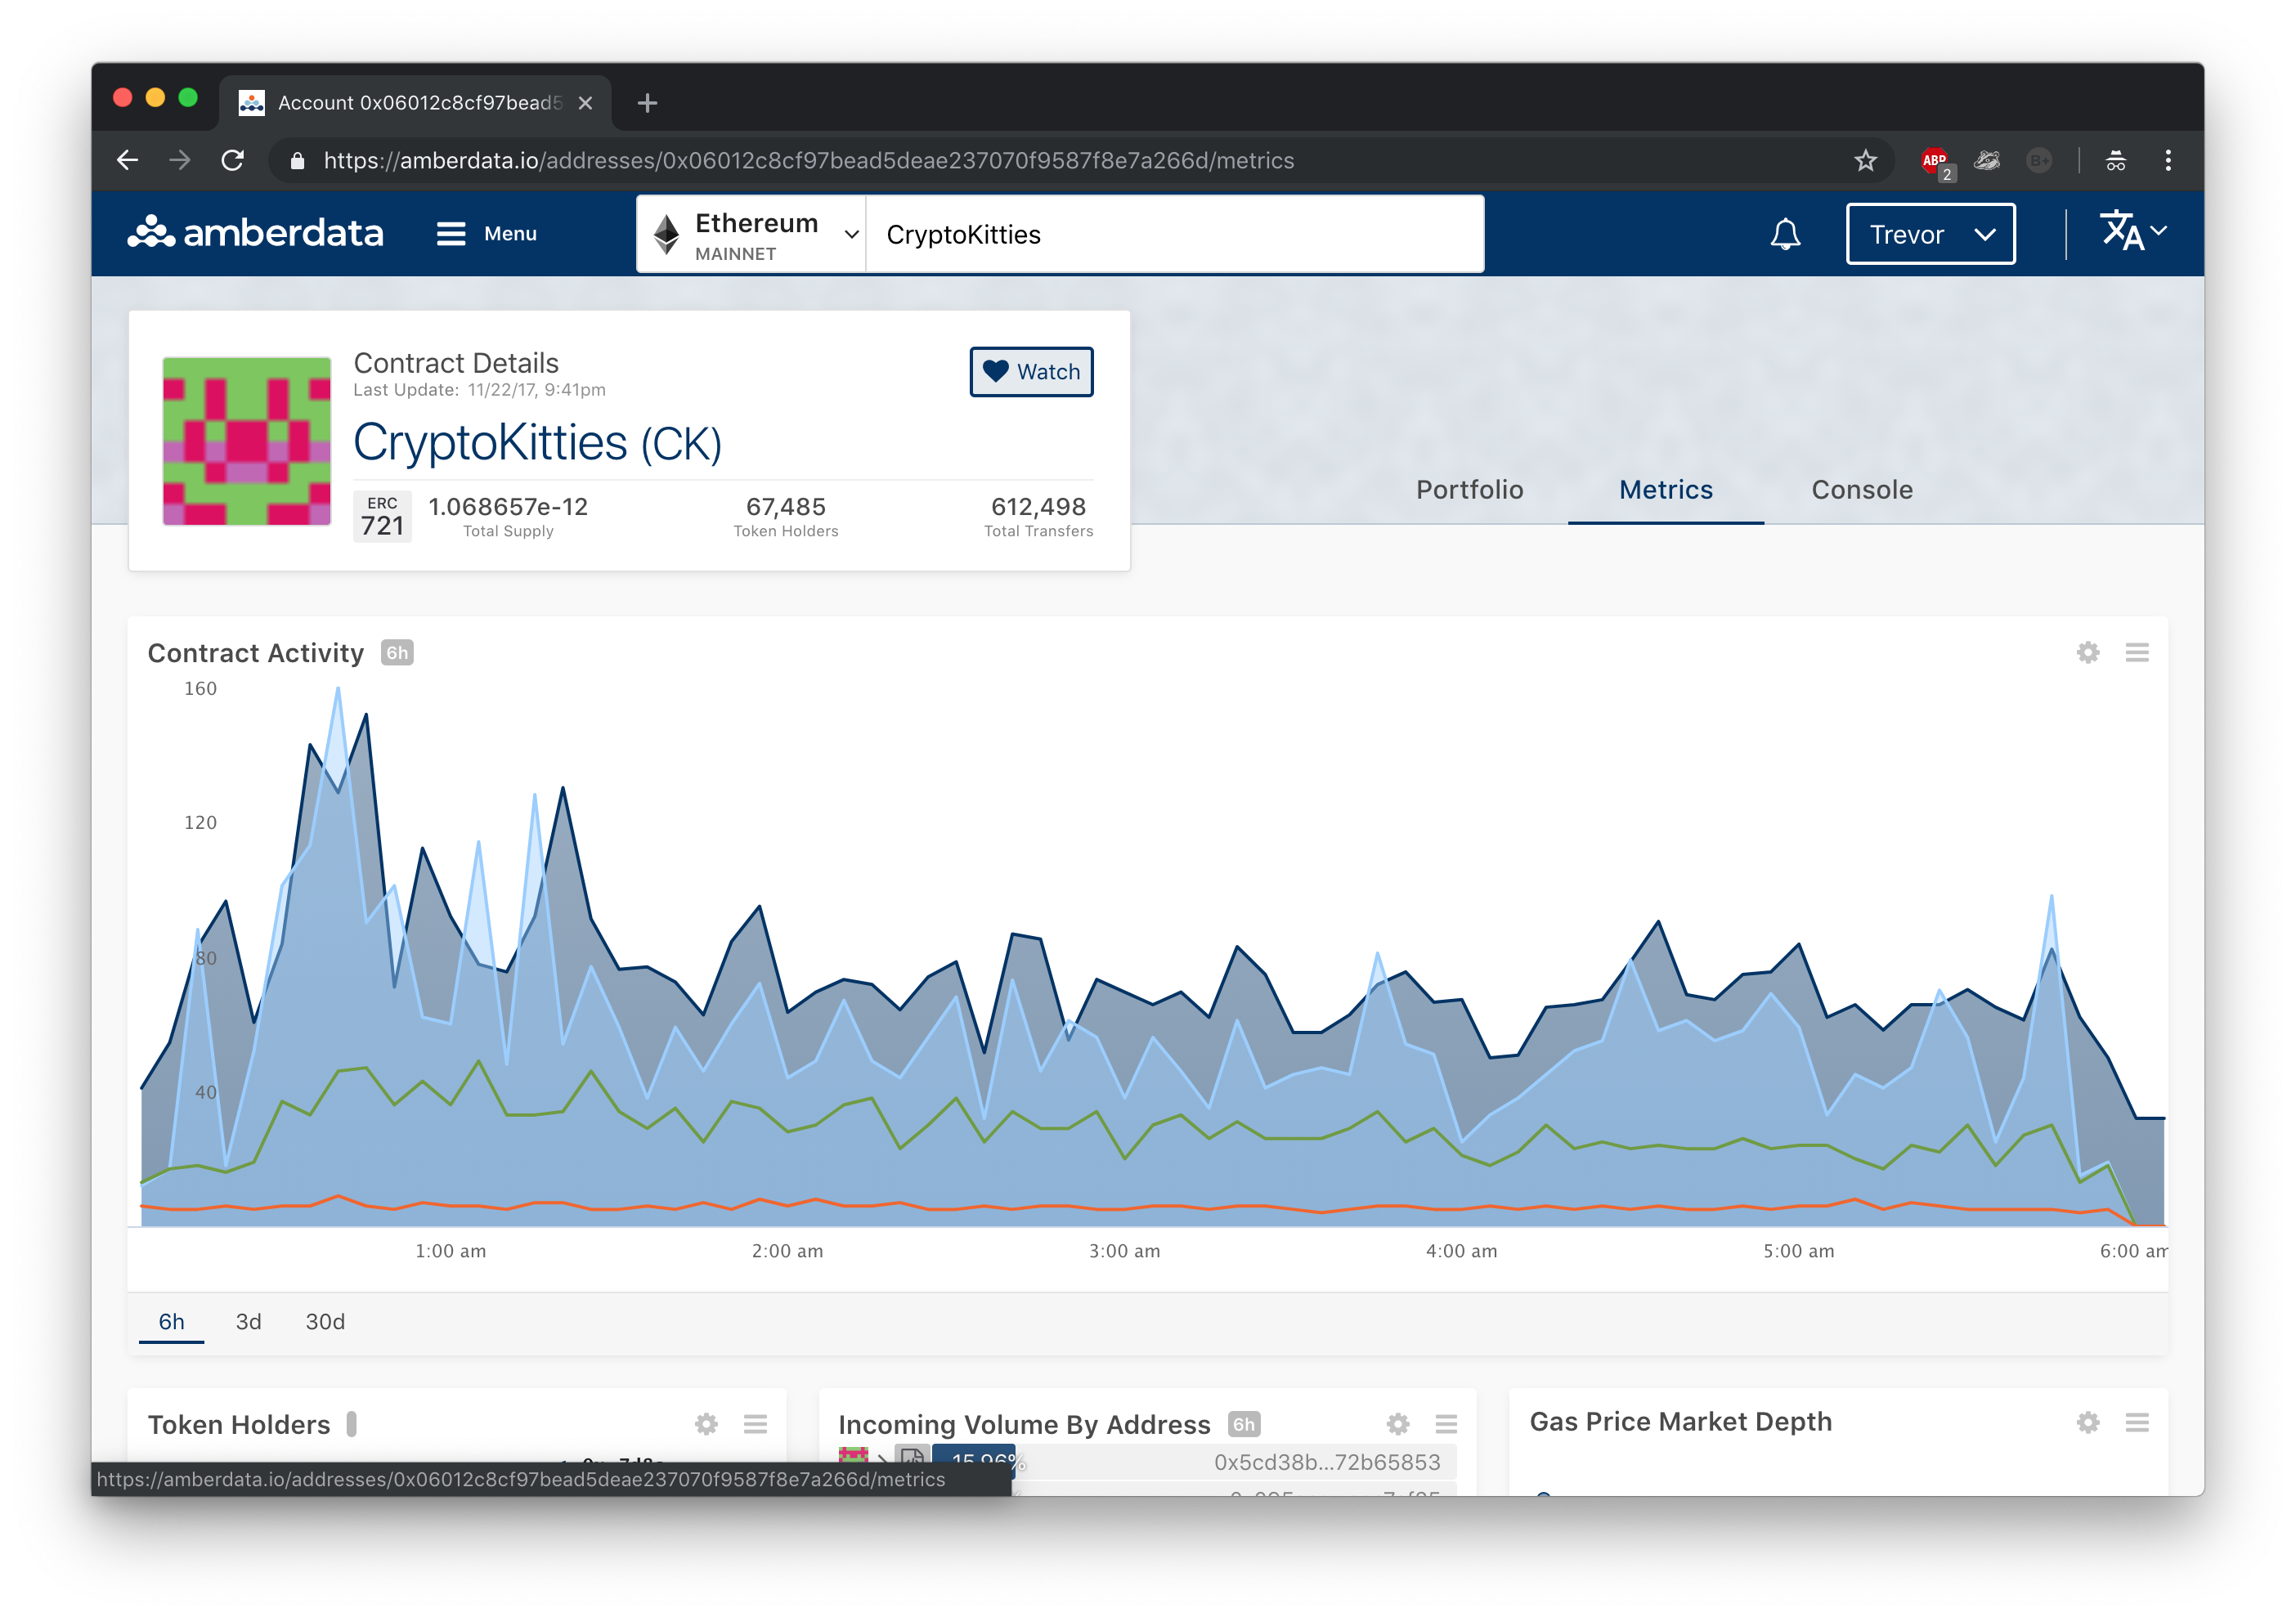 Account 0x06012c8cf97bead5
https://amberdata.io/addresses/0x06012c8cf97bead5deae237070f9587f8e7a266d/metrics
ABP
2
B+
amberdata
Menu
Ethereum
MAINNET
CryptoKitties
Trevor
Contract Details
Last Update: 11/22/17, 9:41pm
Watch
CryptoKitties (CK)
ERC
721
1.068657e-12
Total Supply
67,485
Token Holders
612,498
Total Transfers
Portfolio
Metrics
Console
Contract Activity 6h
160
120
80
40
1:00 am
2:00 am
3:00 am
4:00 am
5:00 am
6:00 am
6h
3d
30d
Token Holders
Incoming Volume By Address 6h
Gas Price Market Depth
15.96%
0x5cd38b...72b65853
https://amberdata.io/addresses/0x06012c8cf97bead5deae237070f9587f8e7a266d/metrics